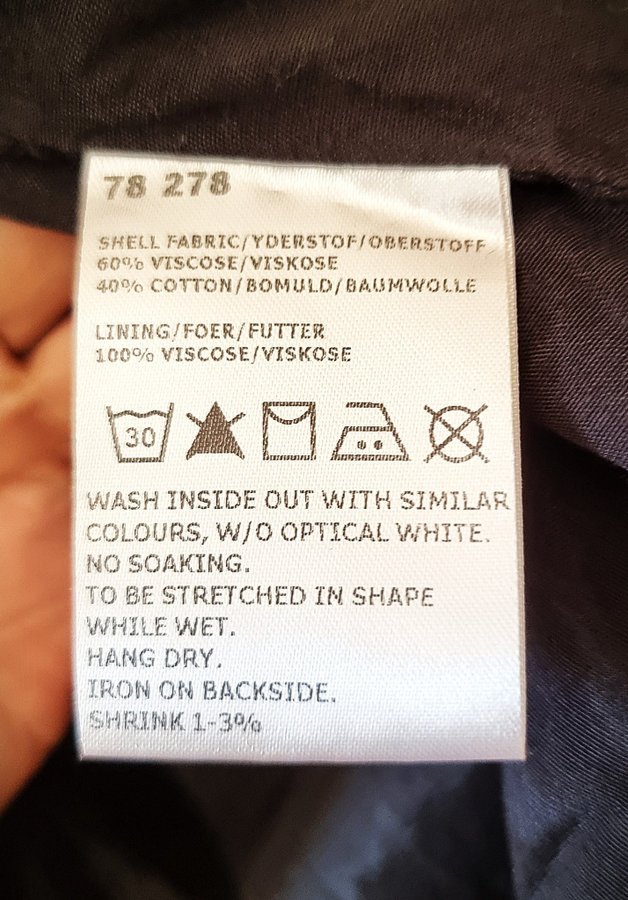 78 278
SHELL FABRIC/YDERSTOF/OBERSTOFF
60% VISCOSE/VISKOSE
40% COTTON/BOMULD/BAUMWOLLE
LINING/FOER/FUTTER
100% VISCOSE/VISKOSE
30
WASH INSIDE OUT WITH SIMILAR
COLOURS, W/O OPTICAL WHITE.
NO SOAKING.
TO BE STRETCHED IN SHAPE
WHILE WET.
HANG DRY.
IRON ON BACKSIDE.
SHRINK 1-3%